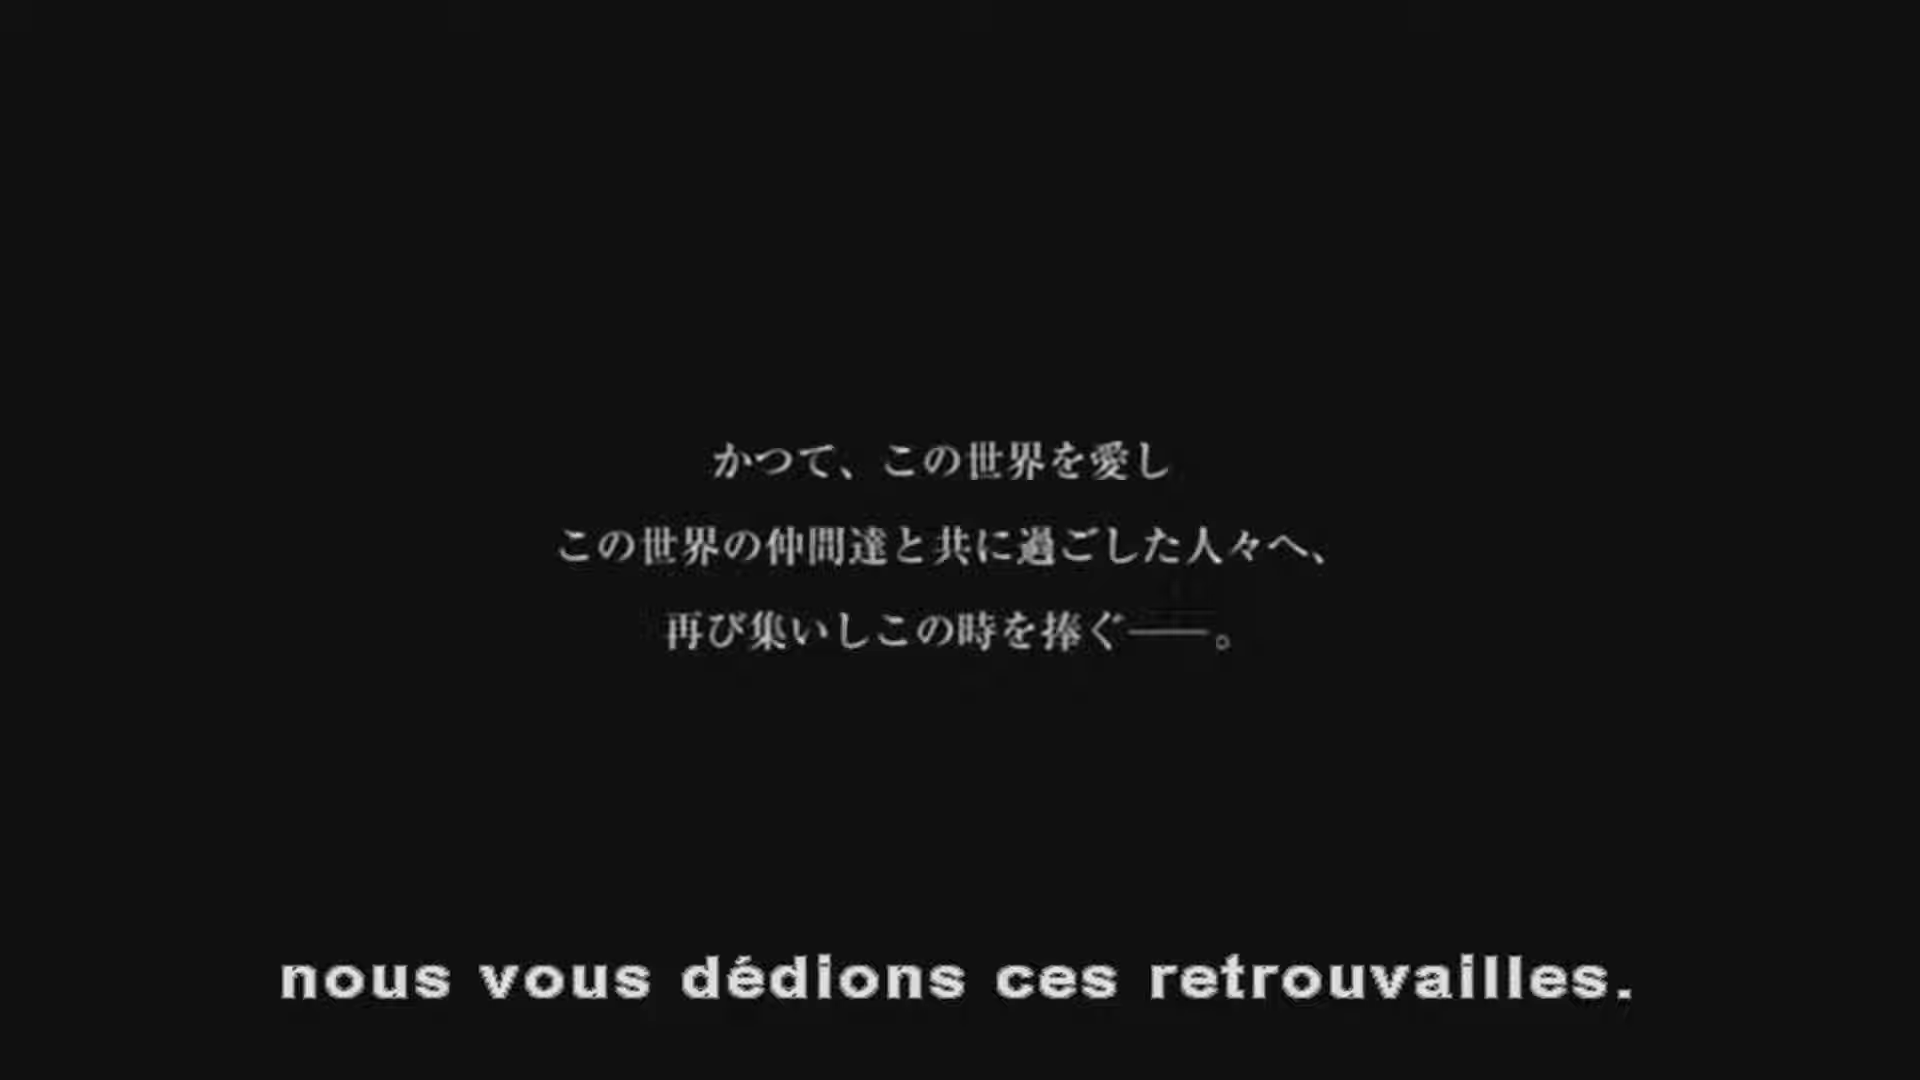 かつて、この世界を愛し
この世界の仲間達と共に過ごした人々へ、
再び集いしこの時を捧ぐ――。
nous vous dédions ces retrouvailles.